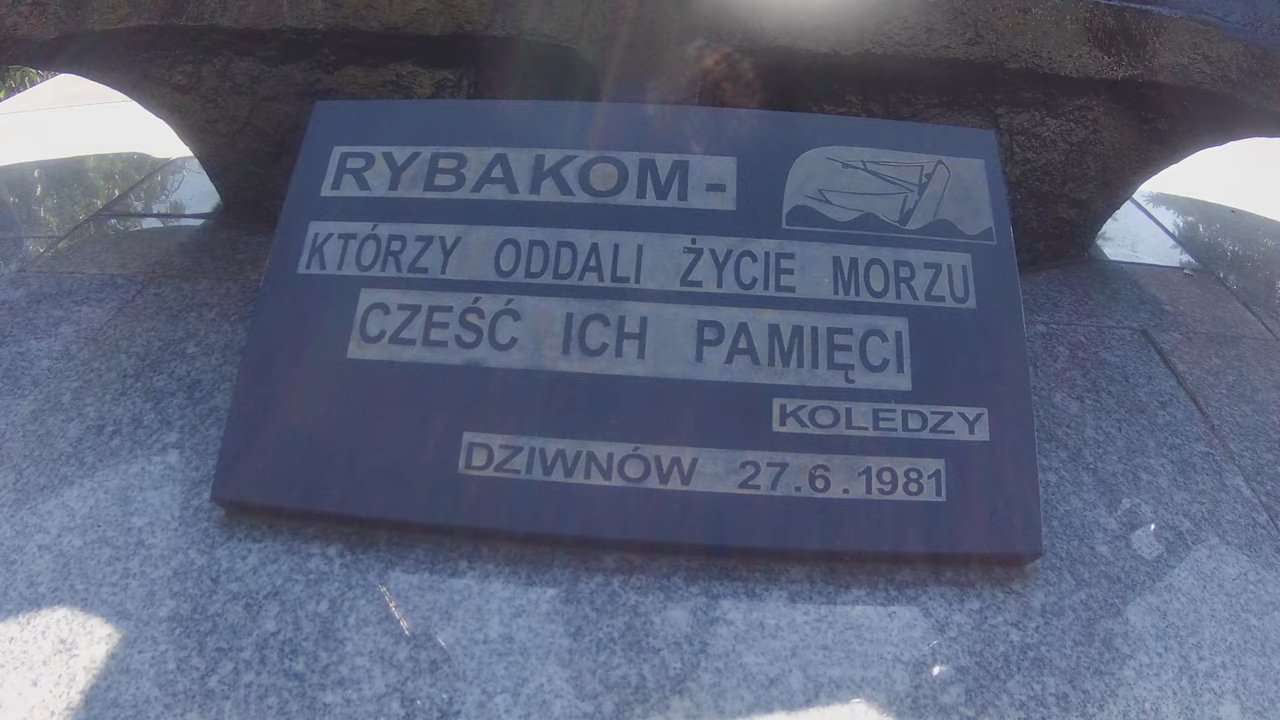 RYBAKOM -
KTÓRZY ODDALI ŻYCIE MORZU
CZEŚĆ ICH PAMIĘCI
KOLEDZY
DZIWNÓW 27.6.1981